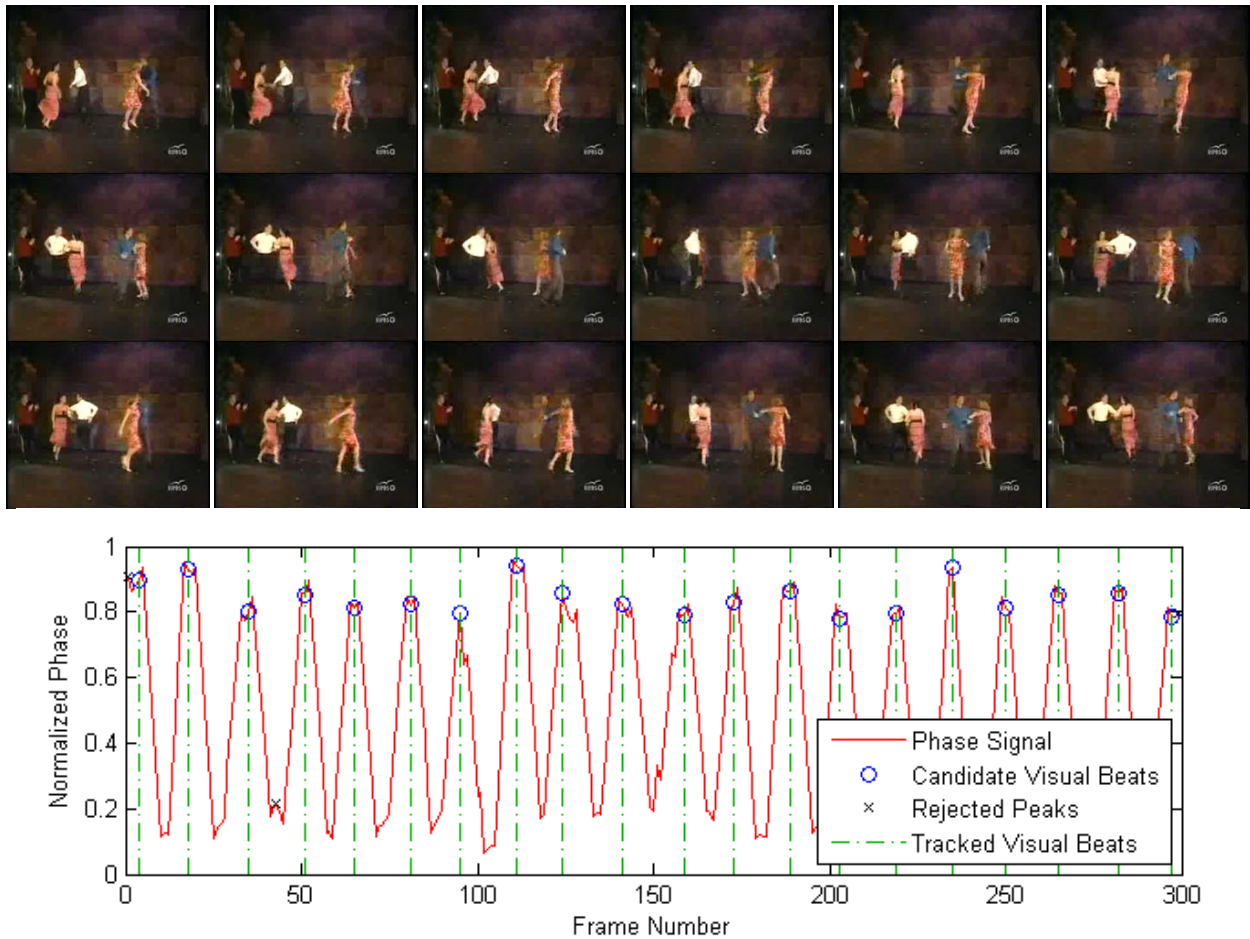 1
0.8
0.6
0.4
0.2
0
Normalized Phase
0
50
100
150
200
250
300
Frame Number
Phase Signal
Candidate Visual Beats
Rejected Peaks
Tracked Visual Beats